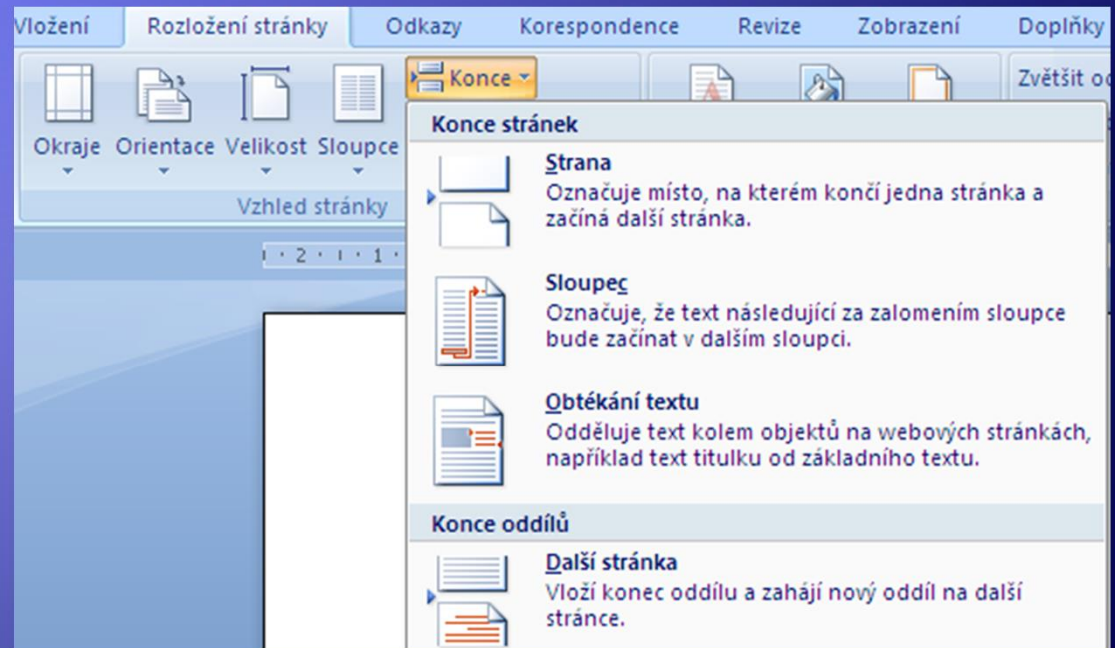 Vložení Rozložení stránky Odkazy Korespondence Revize Zobrazení Doplňky
Konce
Zvětšit
Okraje Orientace Velikost Sloupce
Vzhled stránky
2 1
Konce stránek
Strana
Označuje místo, na kterém končí jedna stránka a
začíná další stránka.
Sloupec
Označuje, že text následující za zalomením sloupce
bude začínat v dalším sloupci.
Obtékání textu
Odděluje text kolem objektů na webových stránkách,
například text titulku od základního textu.
Konce oddílů
Další stránka
Vloží konec oddílu a zahájí nový oddíl na další
stránce.